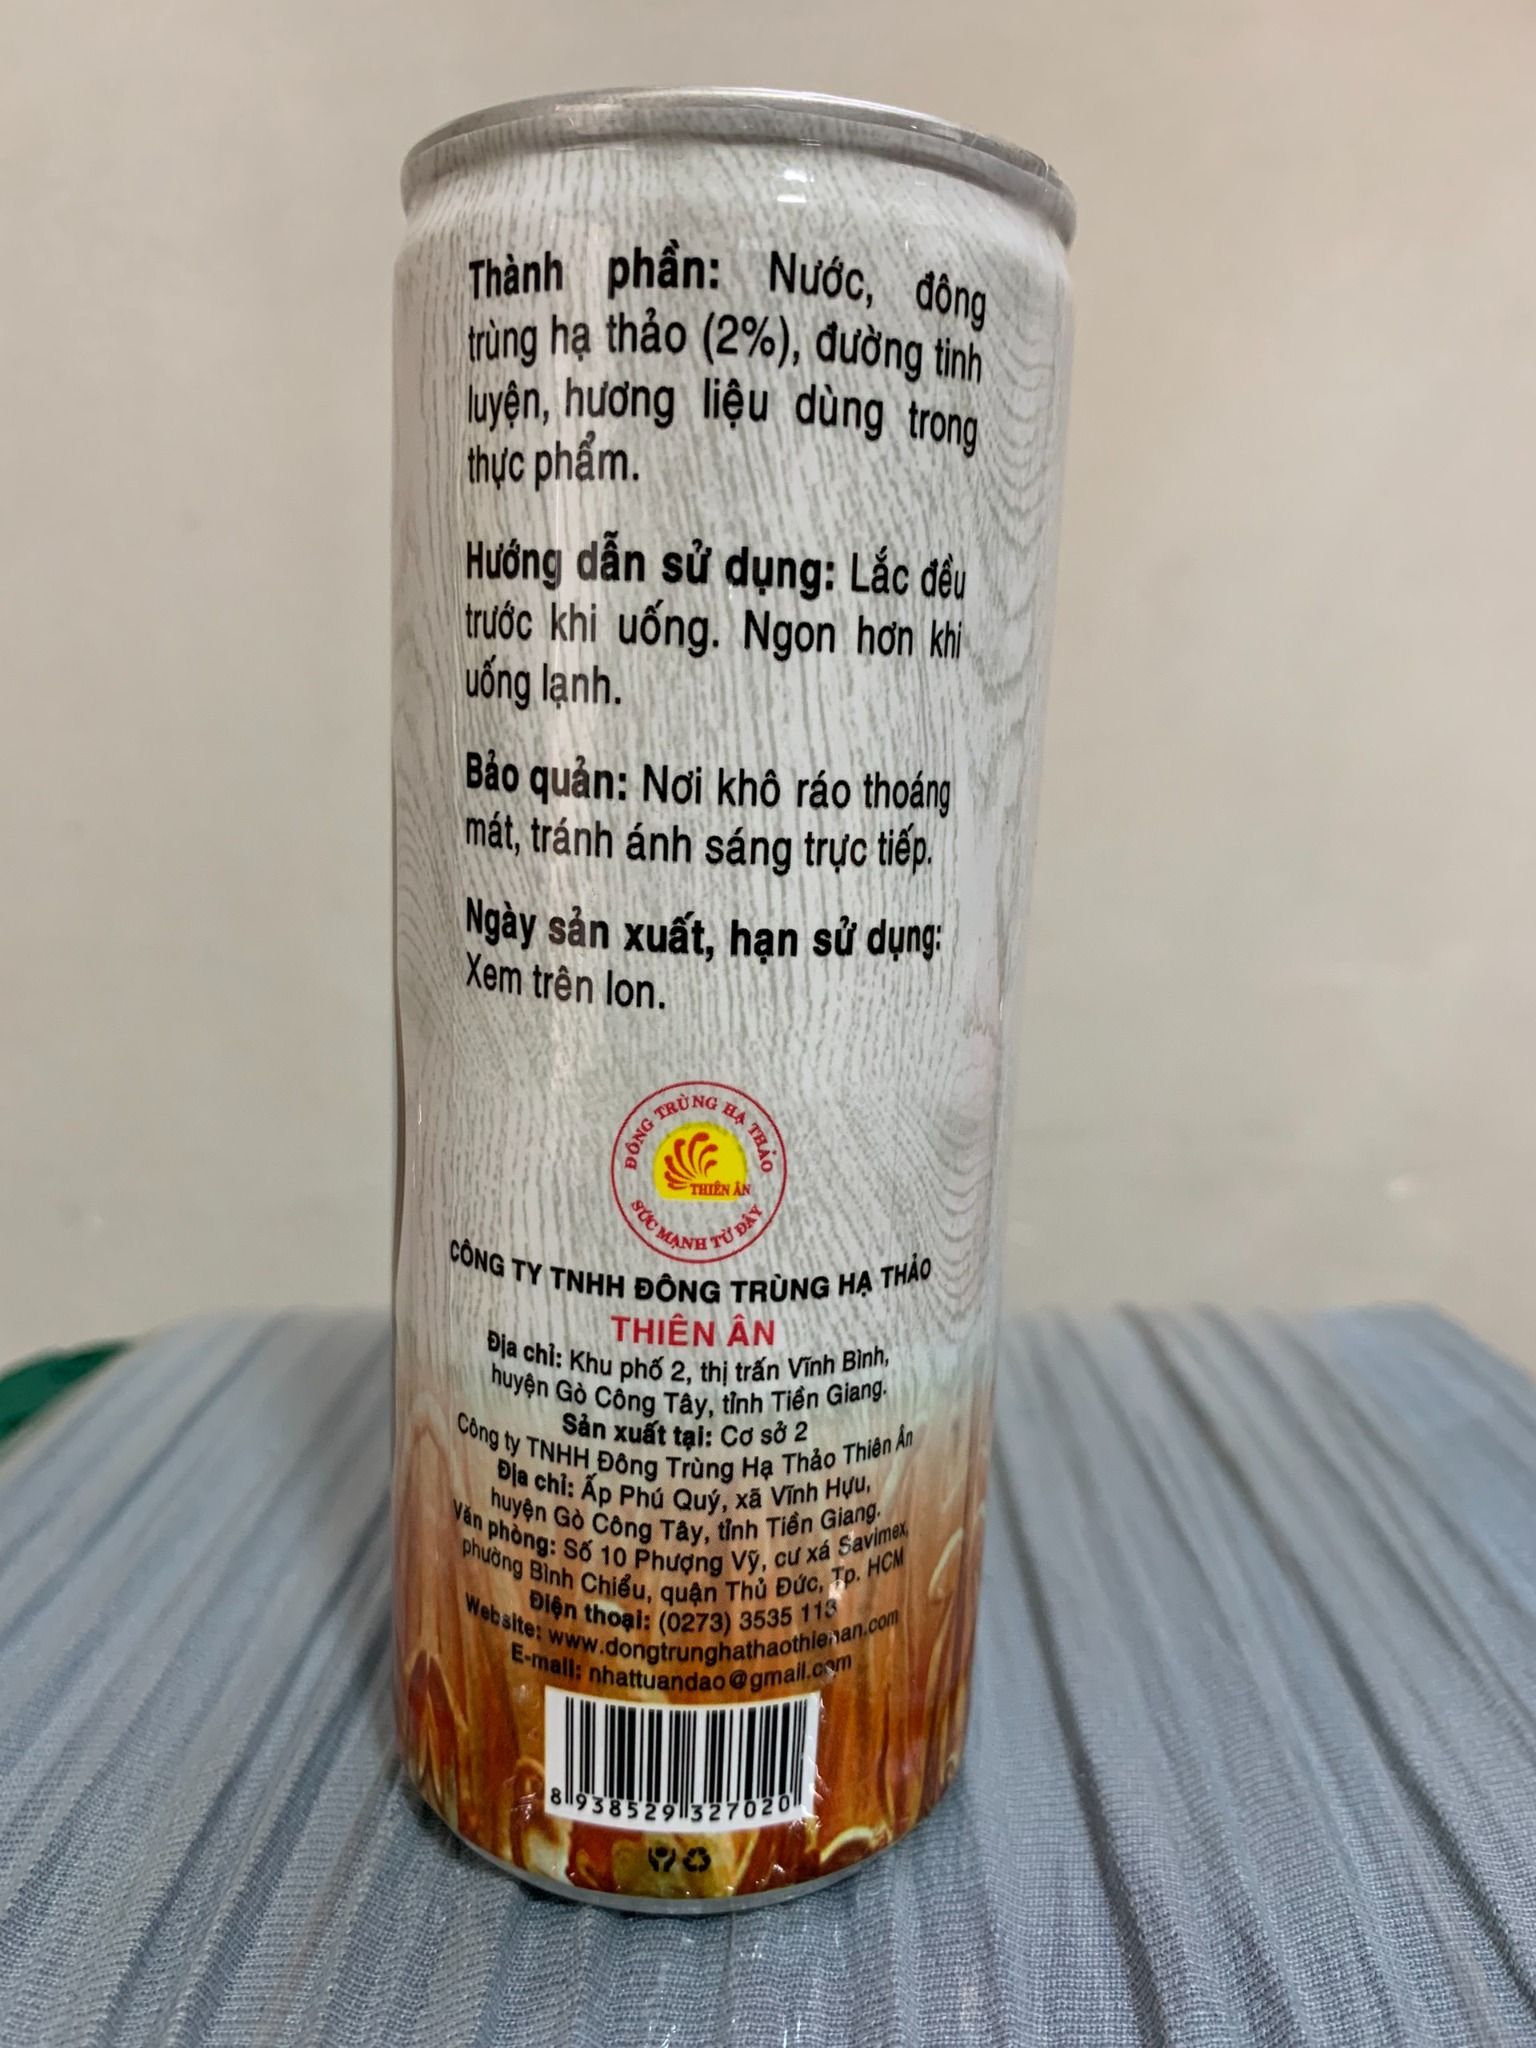 Thành phần: Nước, đông
trùng hạ thảo (2%), đường tinh
luyện, hương liệu dùng trong
thực phẩm.
Hướng dẫn sử dụng: Lắc đều
trước khi uống. Ngon hơn khi
uống lạnh.
Bảo quản: Nơi khô ráo thoáng
mát, tránh ánh sáng trực tiếp.
Ngày sản xuất, hạn sử dụng:
Xem trên lon.
ĐÔNG TRÙNG HẠ THẢO
THIÊN ÂN
SỨC MẠNH TỪ ĐÂY
CÔNG TY TNHH ĐÔNG TRÙNG HẠ THẢO
THIÊN ÂN
Địa chỉ: Khu phố 2, thị trấn Vĩnh Bình,
huyện Gò Công Tây, tỉnh Tiền Giang.
Sản xuất tại: Cơ sở 2
Công ty TNHH Đông Trùng Hạ Thảo Thiên Ân
Địa chỉ: Ấp Phú Quý, xã Vĩnh Hựu,
huyện Gò Công Tây, tỉnh Tiền Giang.
Văn phòng: Số 10 Phượng Vỹ, cư xá Savimex,
phường Bình Chiểu, quận Thủ Đức, Tp. HCM
Điện thoại: (0273) 3535 113
Website: www.dongtrunghathaothienan.com
E-mail: nhattuandao@gmail.com
8 938529 327020